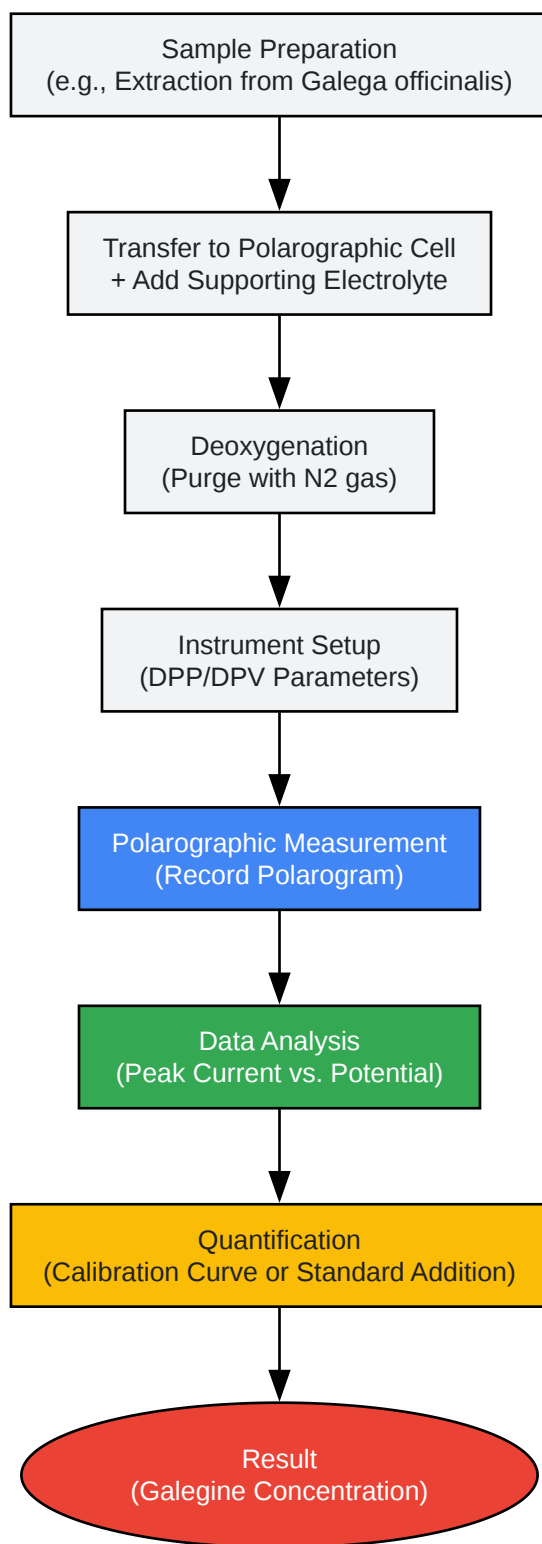 Sample Preparation
(e.g., Extraction from Galega officinalis)
Transfer to Polarographic Cell
+ Add Supporting Electrolyte
Deoxygenation
(Purge with N2 gas)
Instrument Setup
(DPP/DPV Parameters)
Polarographic Measurement
(Record Polarogram)
Data Analysis
(Peak Current vs. Potential)
Quantification
(Calibration Curve or Standard Addition)
Result
(Galegine Concentration)